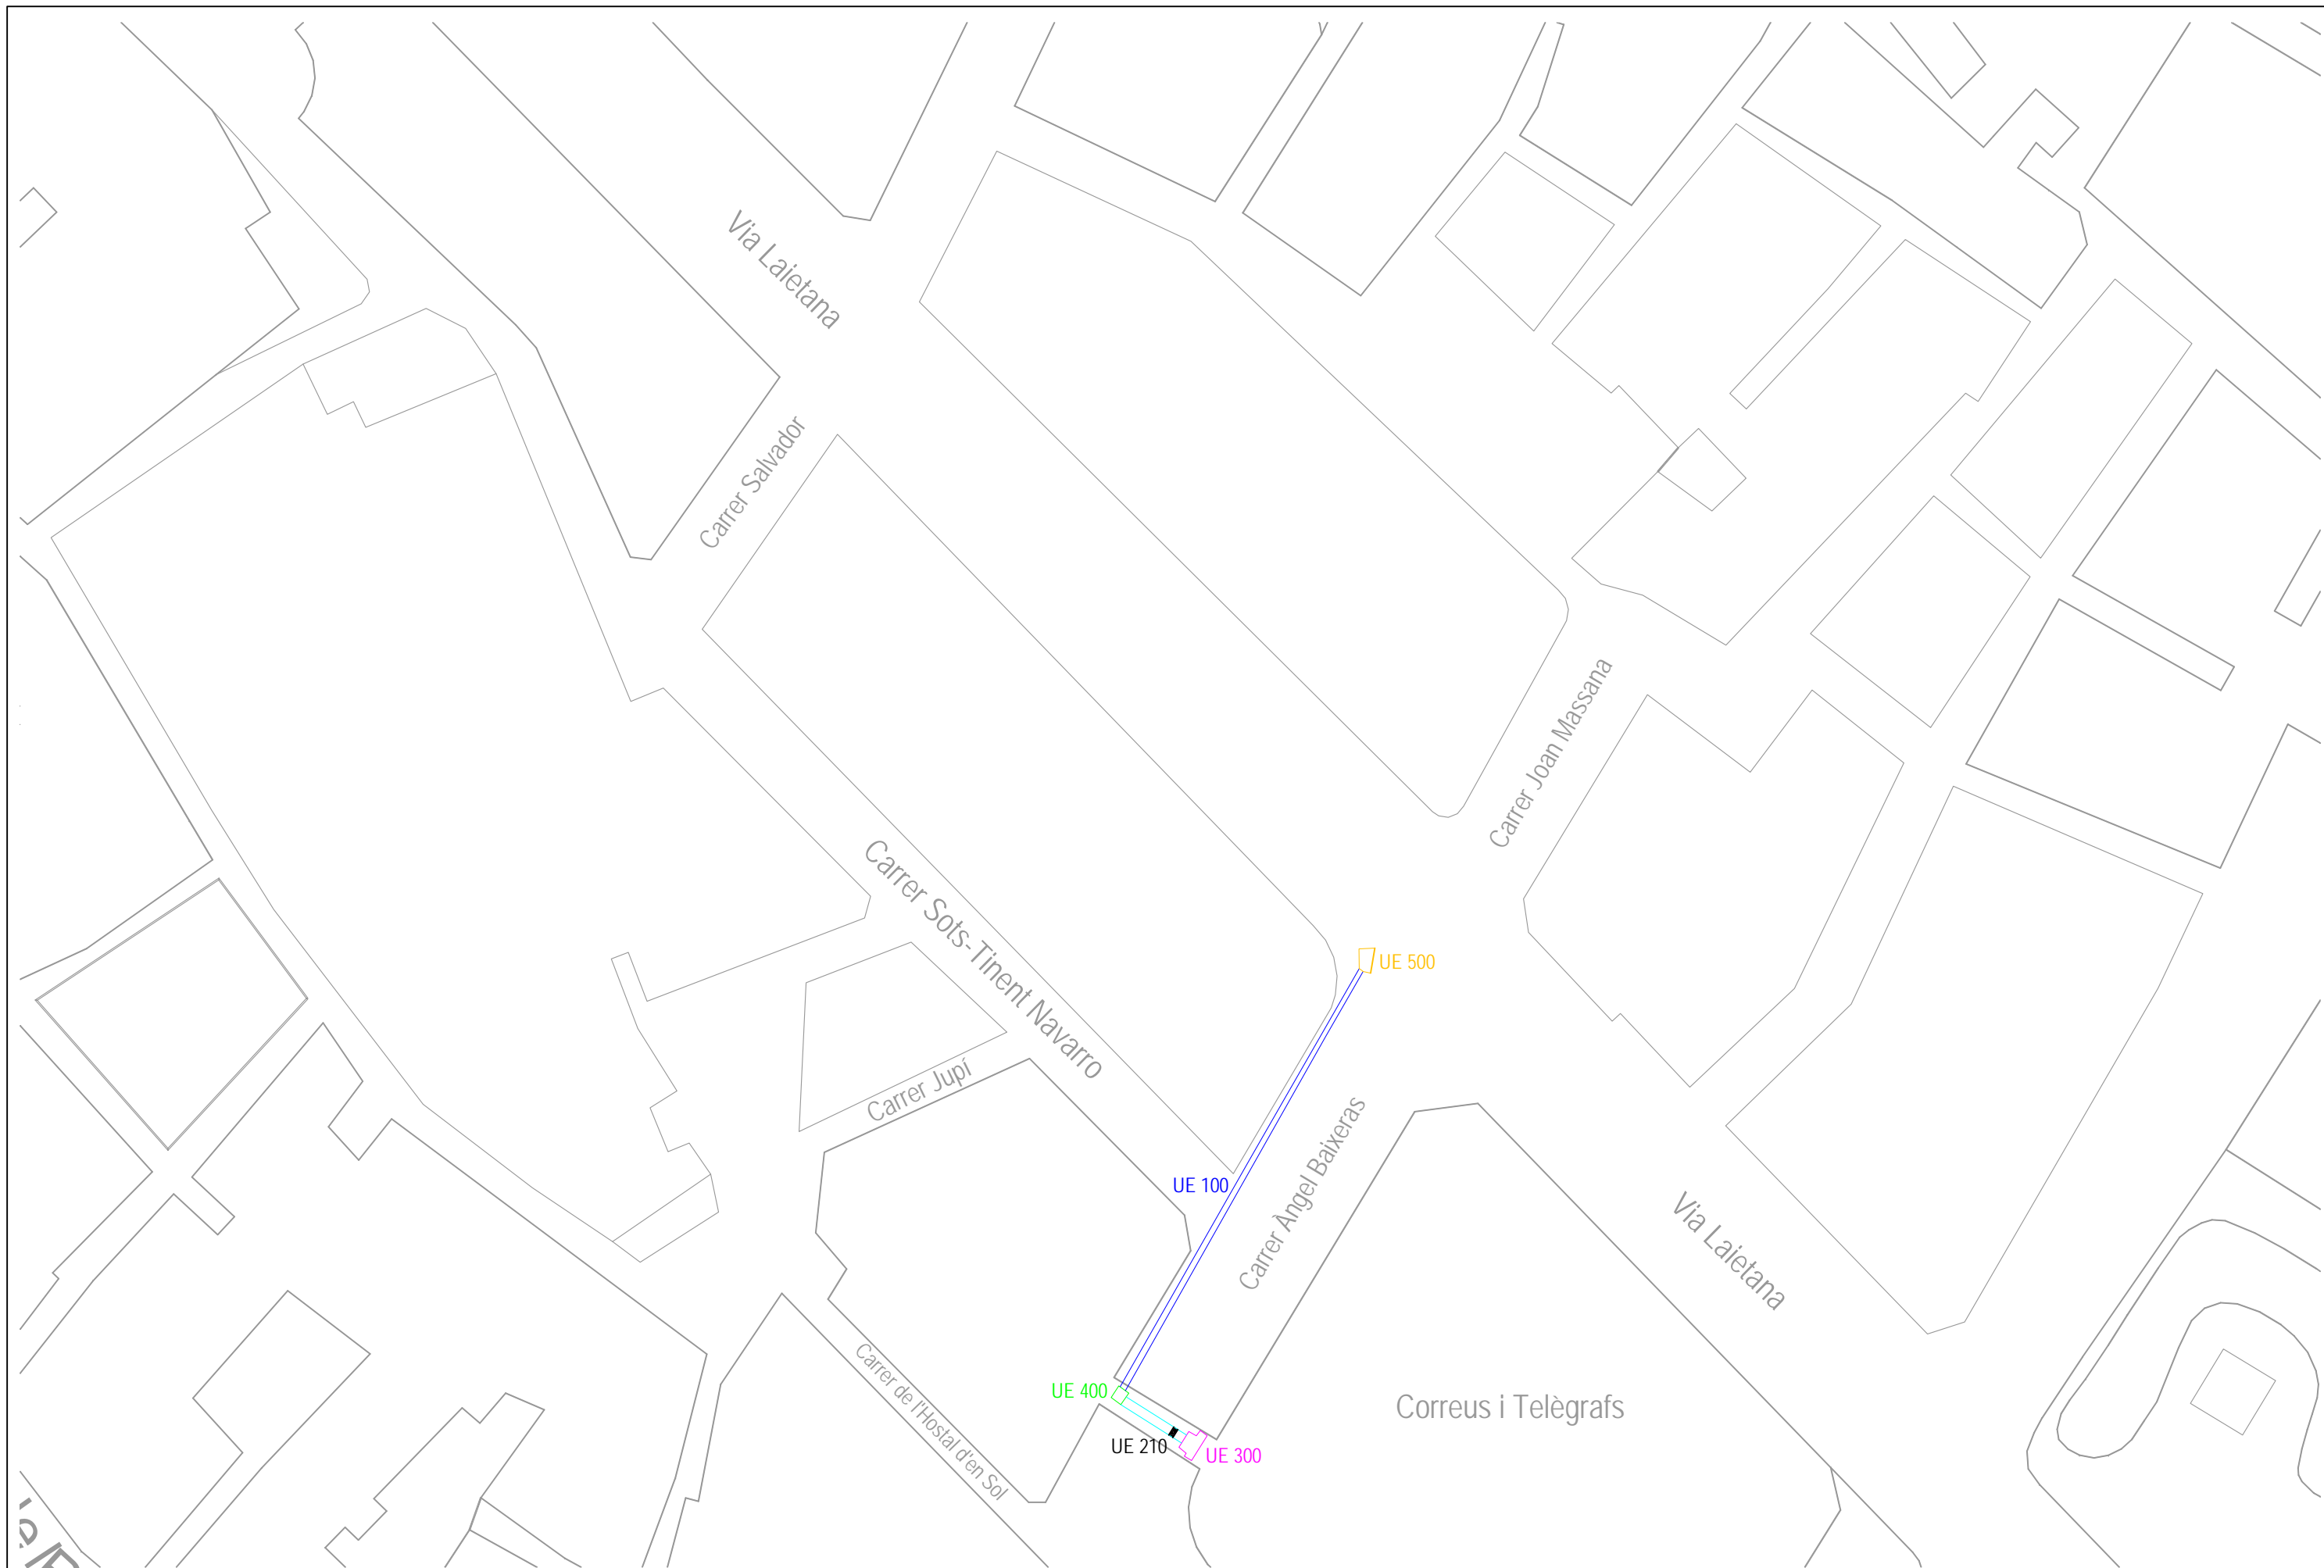 Via Laietana
Carrer Salvador
Carrer Joan Massana
Carrer Sots-Tinent Navarro
UE 500
Carrer Jupí
UE 100
Carrer Àngel Baixeras
Via Laietana
Carrer de l'Hostal d'en Sol
UE 400
Correus i Telègrafs
UE 210
UE 300